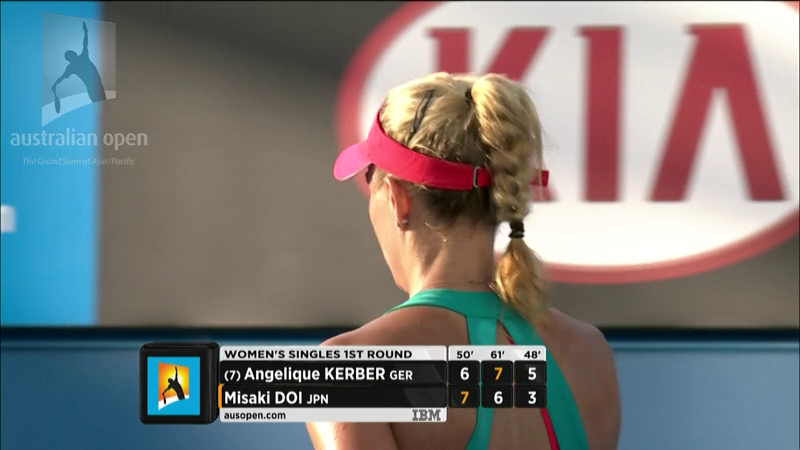 australian open
The Grand Slam of Asia/Pacific
KIA
WOMEN'S SINGLES 1ST ROUND 50' 61' 48'
(7) Angelique KERBER GER 6 7 5
Misaki DOI JPN 7 6 3
ausopen.com IBM